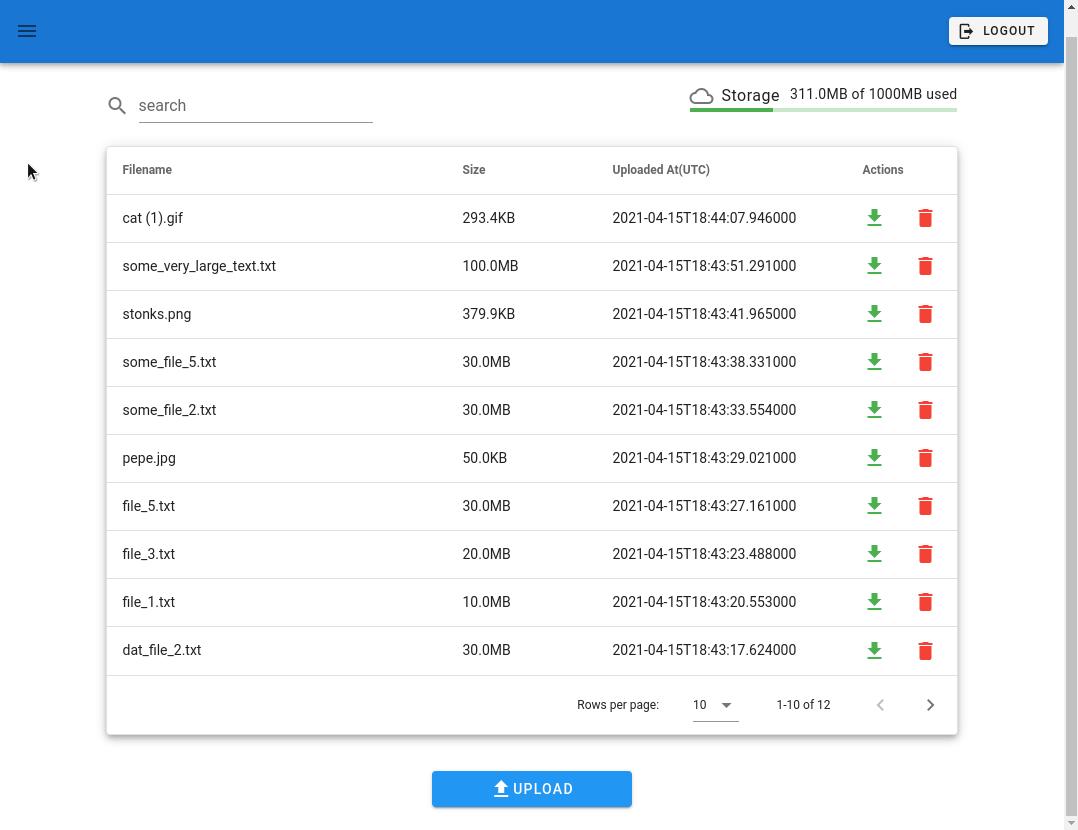 LOGOUT
search
Storage 311.0MB of 1000MB used
Filename Size Uploaded At(UTC) Actions
cat (1).gif 293.4KB 2021-04-15T18:44:07.946000
some_very_large_text.txt 100.0MB 2021-04-15T18:43:51.291000
stonks.png 379.9KB 2021-04-15T18:43:41.965000
some_file_5.txt 30.0MB 2021-04-15T18:43:38.331000
some_file_2.txt 30.0MB 2021-04-15T18:43:33.554000
pepe.jpg 50.0KB 2021-04-15T18:43:29.021000
file_5.txt 30.0MB 2021-04-15T18:43:27.161000
file_3.txt 20.0MB 2021-04-15T18:43:23.488000
file_1.txt 10.0MB 2021-04-15T18:43:20.553000
dat_file_2.txt 30.0MB 2021-04-15T18:43:17.624000
Rows per page: 10 1-10 of 12
UPLOAD